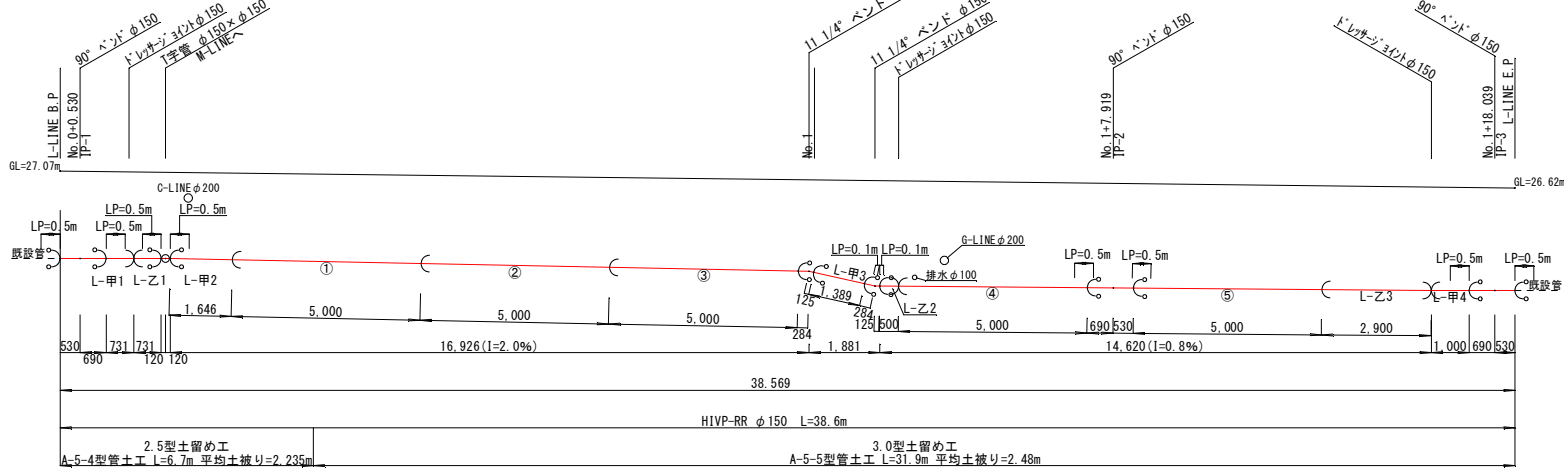 90° ベンド φ150
ドレッサージョイントφ150
T字管 φ150×φ150
M-LINEへ
11 1/4° ベンド
11 1/4° ベンド φ150
ドレッサージョイントφ150
90° ベンド φ150
ドレッサージョイントφ150
90° ベンド φ150
L-LINE B.P
No.0+0.530
IP-1
No.1
No.1+7.919
IP-2
No.1+18.039
IP-3
L-LINE E.P
GL=27.07m
GL=26.62m
C-LINEφ200
LP=0.5m
LP=0.5m
LP=0.5m
LP=0.5m
LP=0.1m
LP=0.1m
G-LINEφ200
LP=0.5m
LP=0.5m
LP=0.5m
LP=0.5m
既設管
L-甲1
L-乙1
L-甲2
①
②
③
L-甲3
排水φ100
L-乙2
④
⑤
L-乙3
L-甲4
既設管
1,646
5,000
5,000
5,000
125
284
1,389
284
125
500
5,000
690
530
5,000
2,900
530
690
731
731
120
120
16,926(I=2.0%)
1,881
14,620(I=0.8%)
1,000
690
530
38.569
HIVP-RR φ150 L=38.6m
2.5型土留め工
A-5-4型管土工 L=6.7m 平均土被り=2.235m
3.0型土留め工
A-5-5型管土工 L=31.9m 平均土被り=2.48m